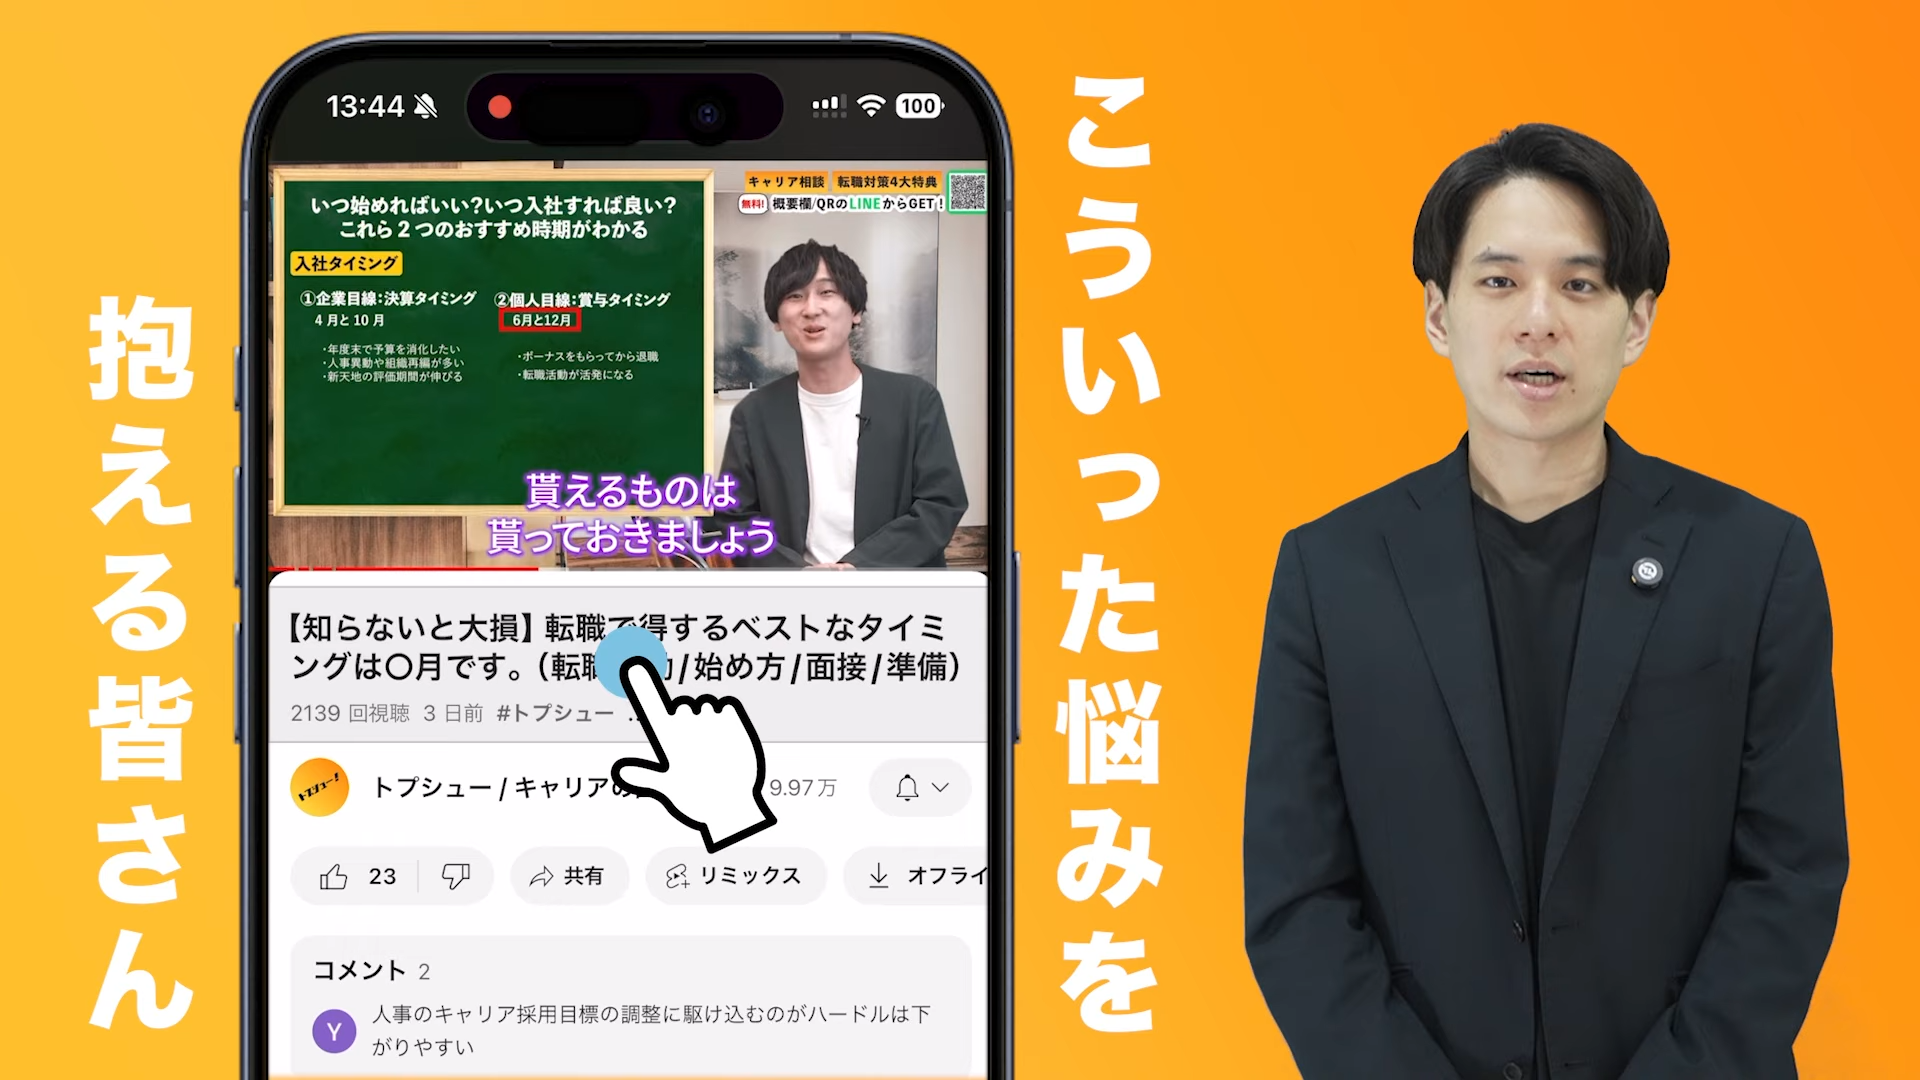 こういった悩みを
抱える皆さん
13:44
100
いつ始めればいい?いつ入社すれば良い?
これら2つのおすすめ時期がわかる
入社タイミング
①企業目線:決算タイミング
4月と10月
・年度末で予算を消化したい
・人事異動や組織再編が多い
・新天地の評価期間が伸びる
②個人目線:賞与タイミング
6月と12月
・ボーナスをもらってから退職
・転職活動が活発になる
キャリア相談 転職対策4大特典
無料! 概要欄/QRのLINEからGET!
貰えるものは
貰っておきましょう
【知らないと大損】転職で得するベストなタイミ
ングは〇月です。(転職 /始め方/面接/準備)
2139 回視聴 3 日前 #トプシュー
トプシュー!
トプシュー / キャリアの 9.97万
23 共有 リミックス オフライ
コメント 2
Y
人事のキャリア採用目標の調整に駆け込むのがハードルは下
がりやすい